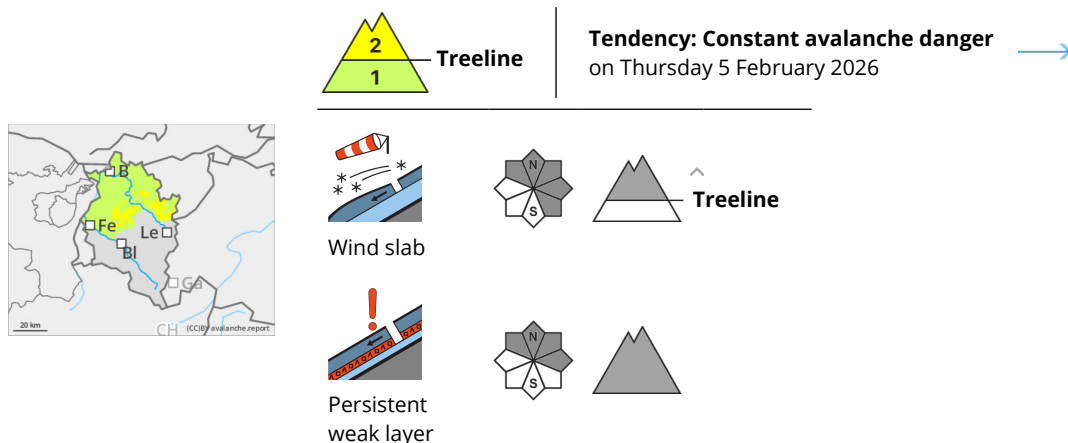 2
Treeline
1
Tendency: Constant avalanche danger
on Thursday 5 February 2026
B
Fe
Le
Bl
Ga
CH
20 km
(CC)BY avalanche.report
N
S
Treeline
Wind slab
N
S
Persistent
weak layer